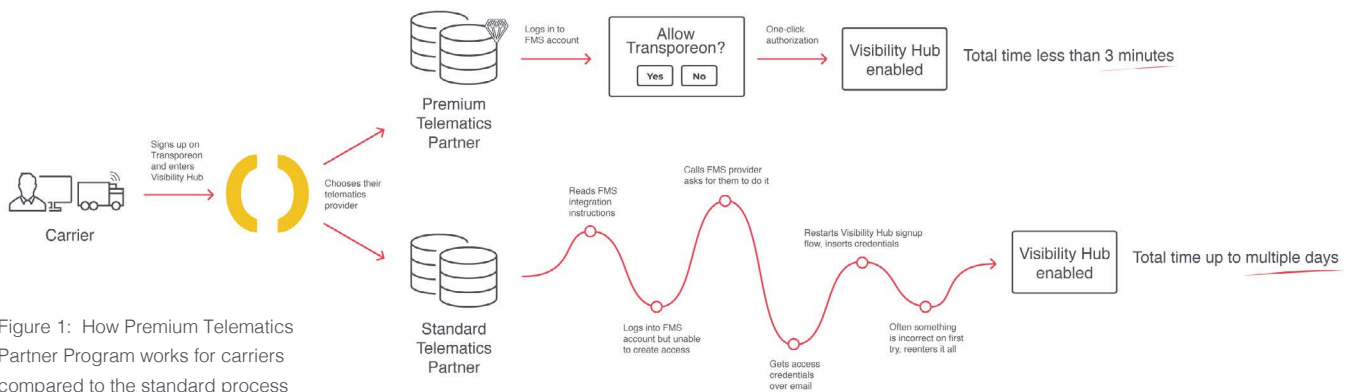 Carrier
Signs up on
Transporeon
and enters
Visibility Hub
Chooses their
telematics
provider
Premium
Telematics
Partner
Logs in to
FMS account
Allow
Transporeon?
Yes
No
One-click
authorization
Visibility Hub
enabled
Total time less than 3 minutes
Standard
Telematics
Partner
Reads FMS
integration
instructions
Logs into FMS
account but unable
to create access
Calls FMS provider
asks for them to do it
Gets access
credentials
over email
Restarts Visibility Hub signup
flow, inserts credentials
Often something
is incorrect on first
try, reenters it all
Visibility Hub
enabled
Total time up to multiple days
Figure 1: How Premium Telematics
Partner Program works for carriers
compared to the standard process